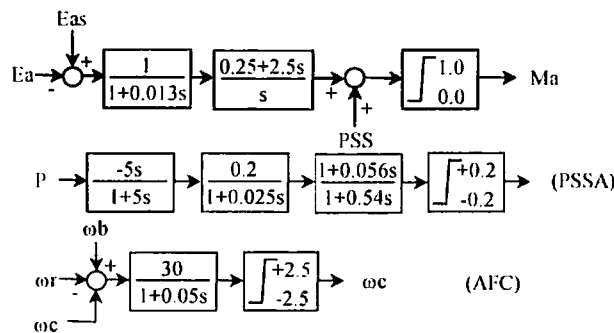 Eas
Ea - + 1 / 1+0.013s 0.25+2.5s / s + + 1.0 0.0 Ma
PSS
P -5s / 1+5s 0.2 / 1+0.025s 1+0.056s / 1+0.54s +0.2 -0.2 (PSSA)
ωb
ωr - + 30 / 1+0.05s +2.5 -2.5 ωc (AFC)
ωc